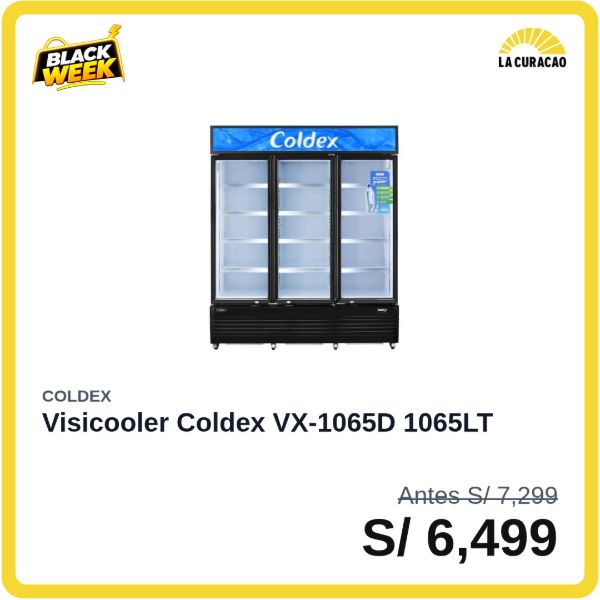 BLACK
WEEK
LA CURACAO
Coldex
COLDEX
Visicooler Coldex VX-1065D 1065LT
Antes S/ 7,299
S/ 6,499